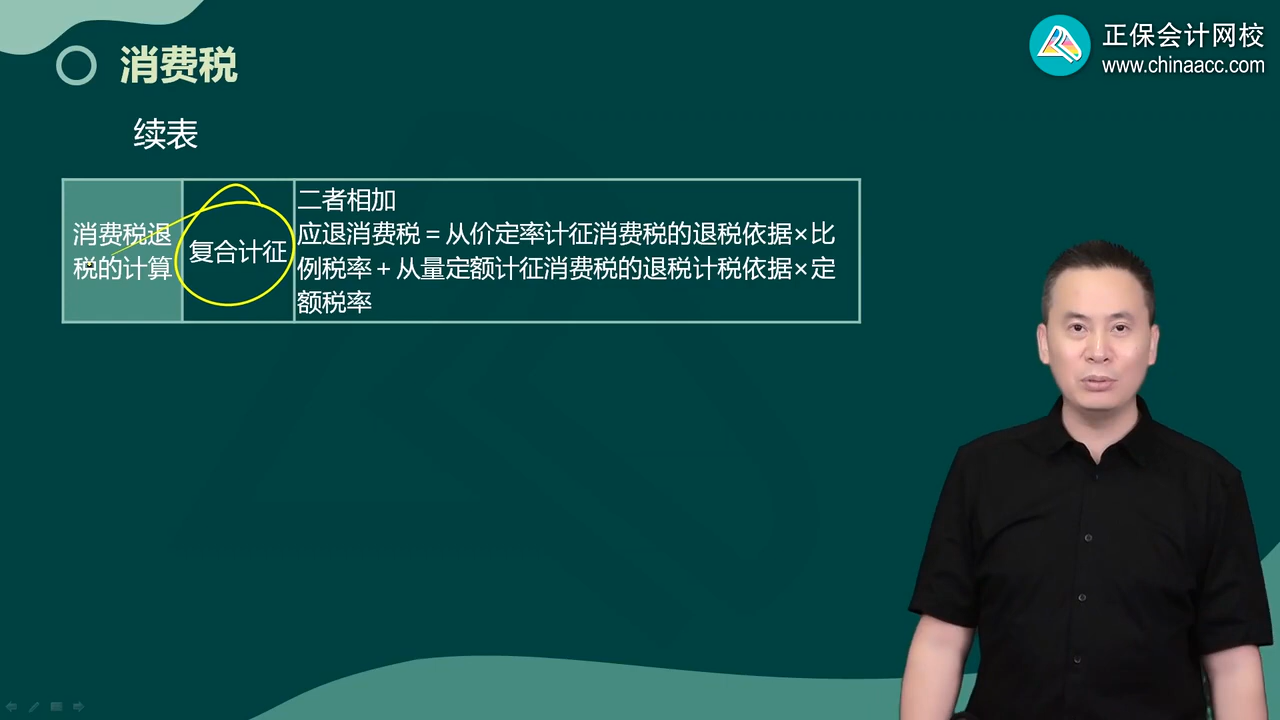 消费税
正保会计网校
www.chinaacc.com
续表
消费税退
税的计算
复合计征
二者相加
应退消费税＝从价定率计征消费税的退税依据×比
例税率＋从量定额计征消费税的退税计税依据×定
额税率